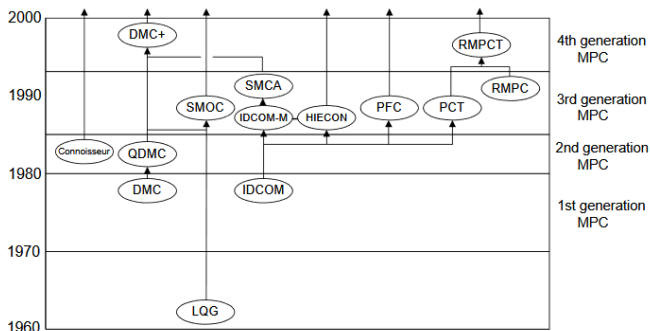 2000
DMC+
RMPCT
4th generation
MPC
SMCA
RMPC
1990
SMOC
IDCOM-M
HIECON
PFC
PCT
3rd generation
MPC
Connoisseur
QDMC
2nd generation
MPC
1980
DMC
IDCOM
1st generation
MPC
1970
LQG
1960